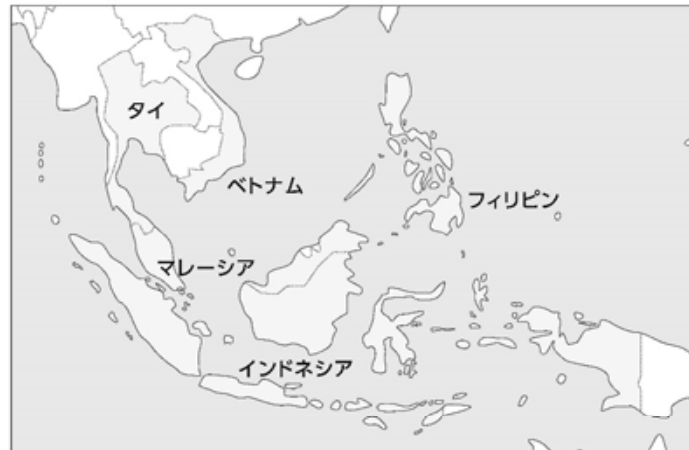 タイ
ベトナム
フィリピン
マレーシア
インドネシア